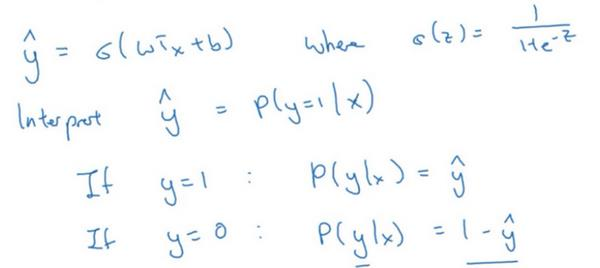 ŷ = σ(wᵀx + b) where σ(z) = 1/(1+e^{-z})
Interpret ŷ = p(y=1|x)
If y=1 : p(y|x) = ŷ
If y=0 : p(y|x) = 1 - ŷ